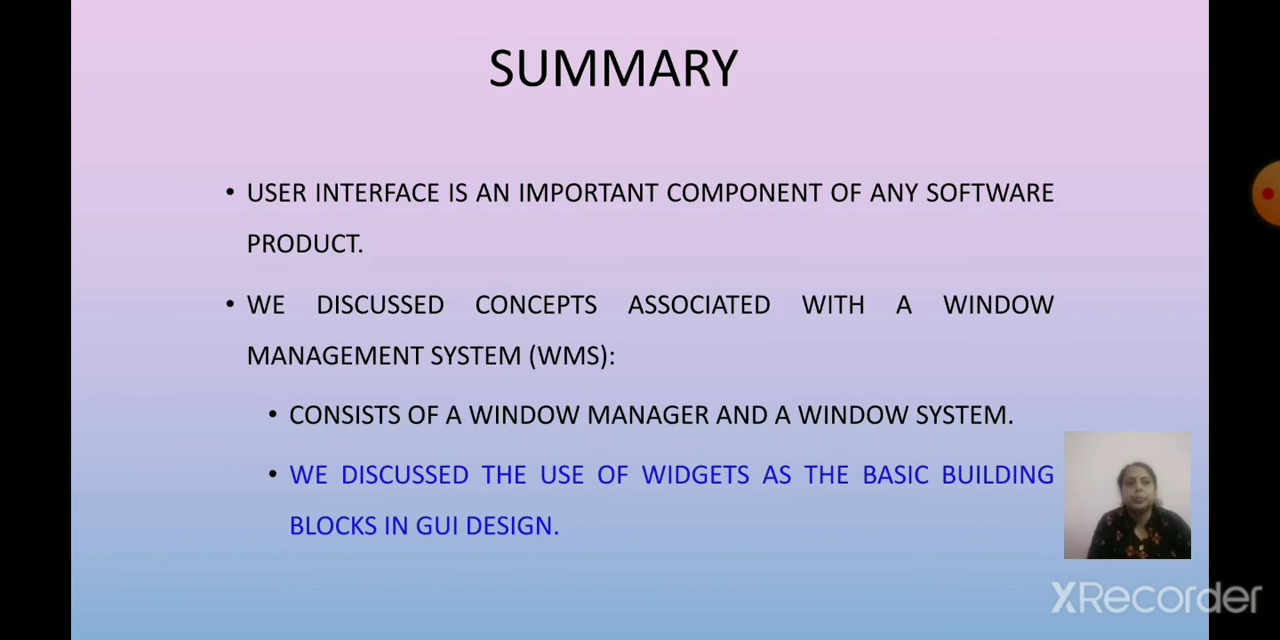 SUMMARY
• USER INTERFACE IS AN IMPORTANT COMPONENT OF ANY SOFTWARE
PRODUCT.
• WE DISCUSSED CONCEPTS ASSOCIATED WITH A WINDOW
MANAGEMENT SYSTEM (WMS):
• CONSISTS OF A WINDOW MANAGER AND A WINDOW SYSTEM.
• WE DISCUSSED THE USE OF WIDGETS AS THE BASIC BUILDING
BLOCKS IN GUI DESIGN.
XRecorder